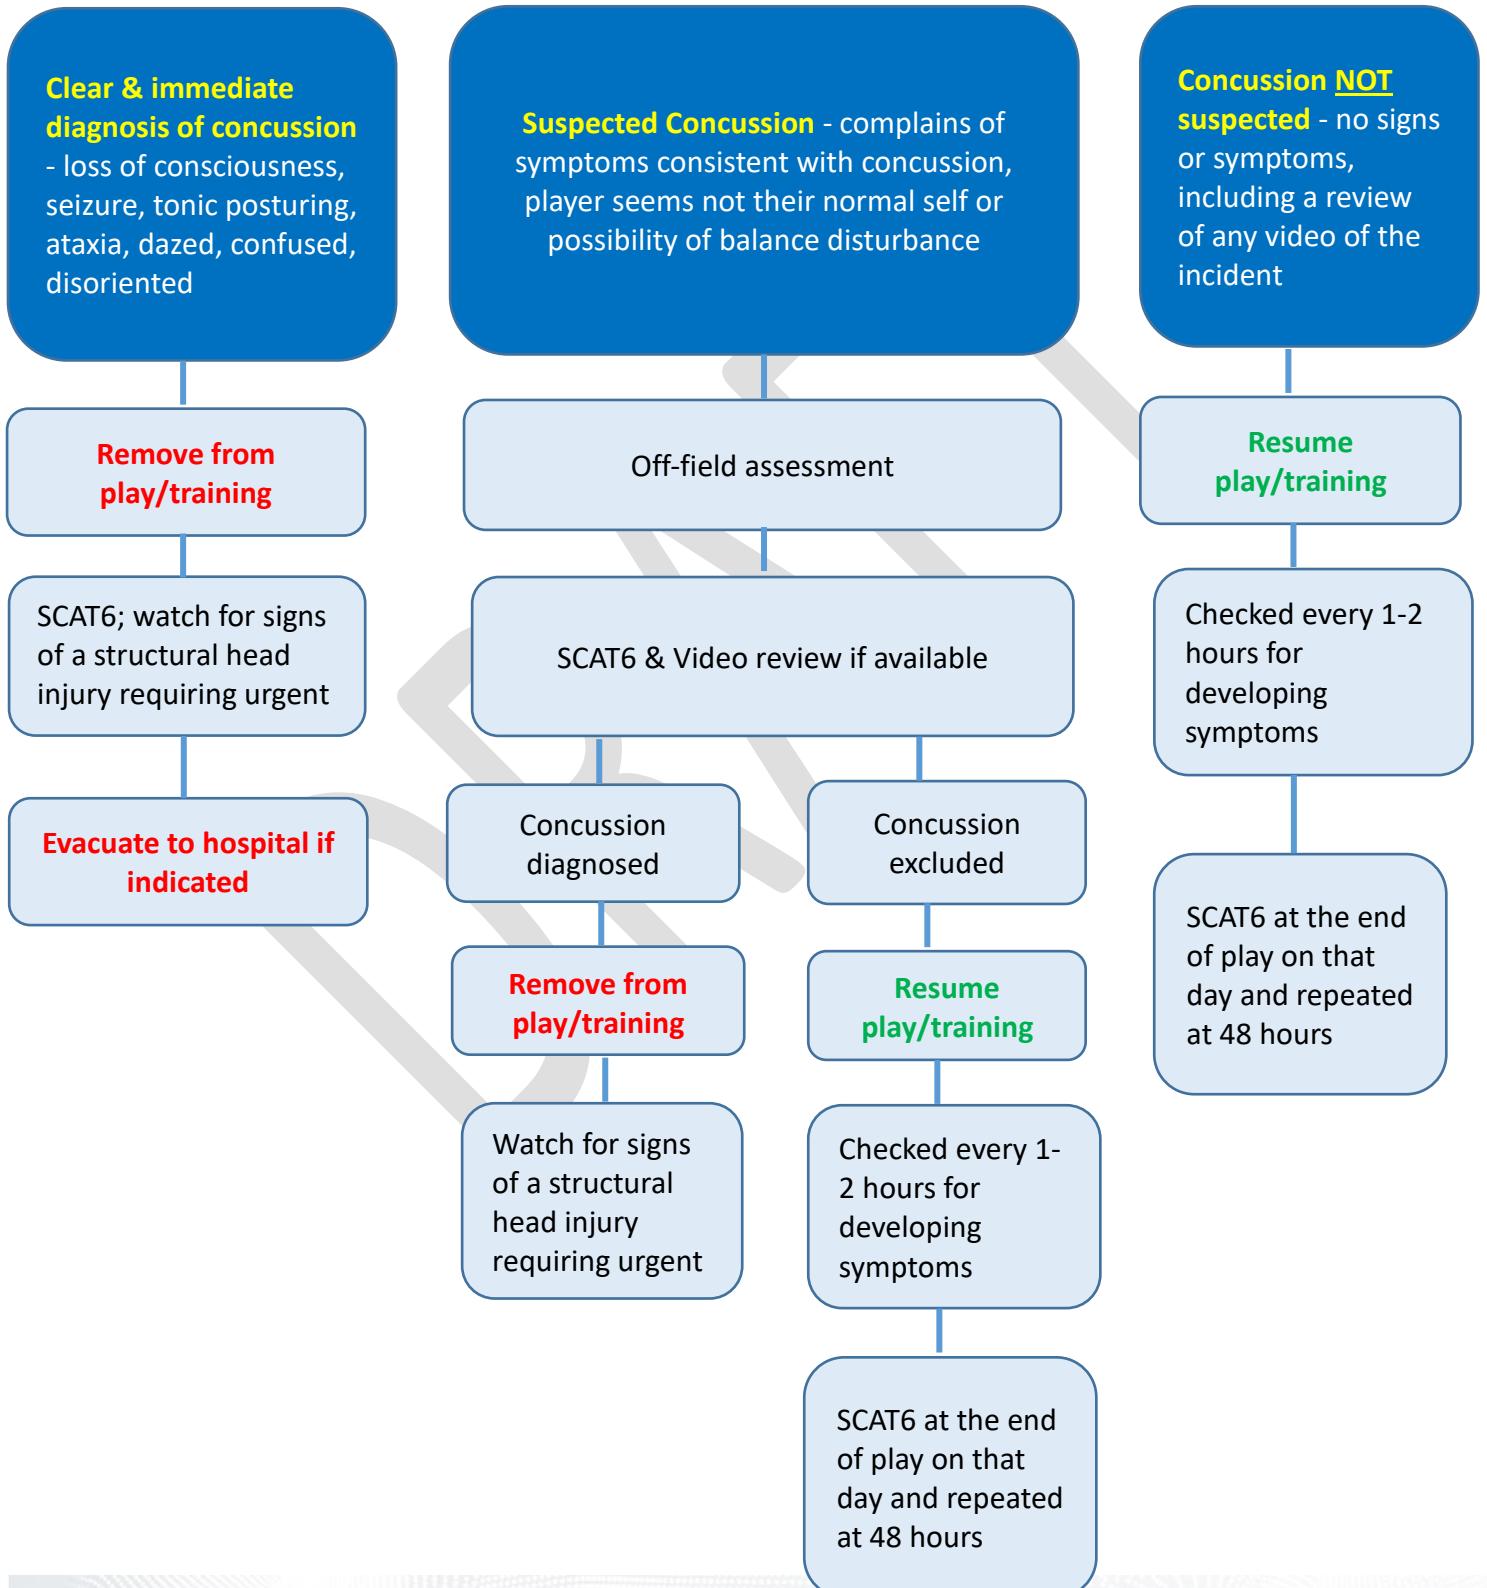 Clear & immediate
diagnosis of concussion
- loss of consciousness,
seizure, tonic posturing,
ataxia, dazed, confused,
disoriented
Remove from
play/training
SCAT6; watch for signs
of a structural head
injury requiring urgent
Evacuate to hospital if
indicated
Suspected Concussion - complains of
symptoms consistent with concussion,
player seems not their normal self or
possibility of balance disturbance
Off-field assessment
SCAT6 & Video review if available
Concussion
diagnosed
Remove from
play/training
Watch for signs
of a structural
head injury
requiring urgent
Concussion
excluded
Resume
play/training
Checked every 1-
2 hours for
developing
symptoms
SCAT6 at the end
of play on that
day and repeated
at 48 hours
Concussion NOT
suspected - no signs
or symptoms,
including a review
of any video of the
incident
Resume
play/training
Checked every 1-2
hours for
developing
symptoms
SCAT6 at the end
of play on that
day and repeated
at 48 hours
DRAFT